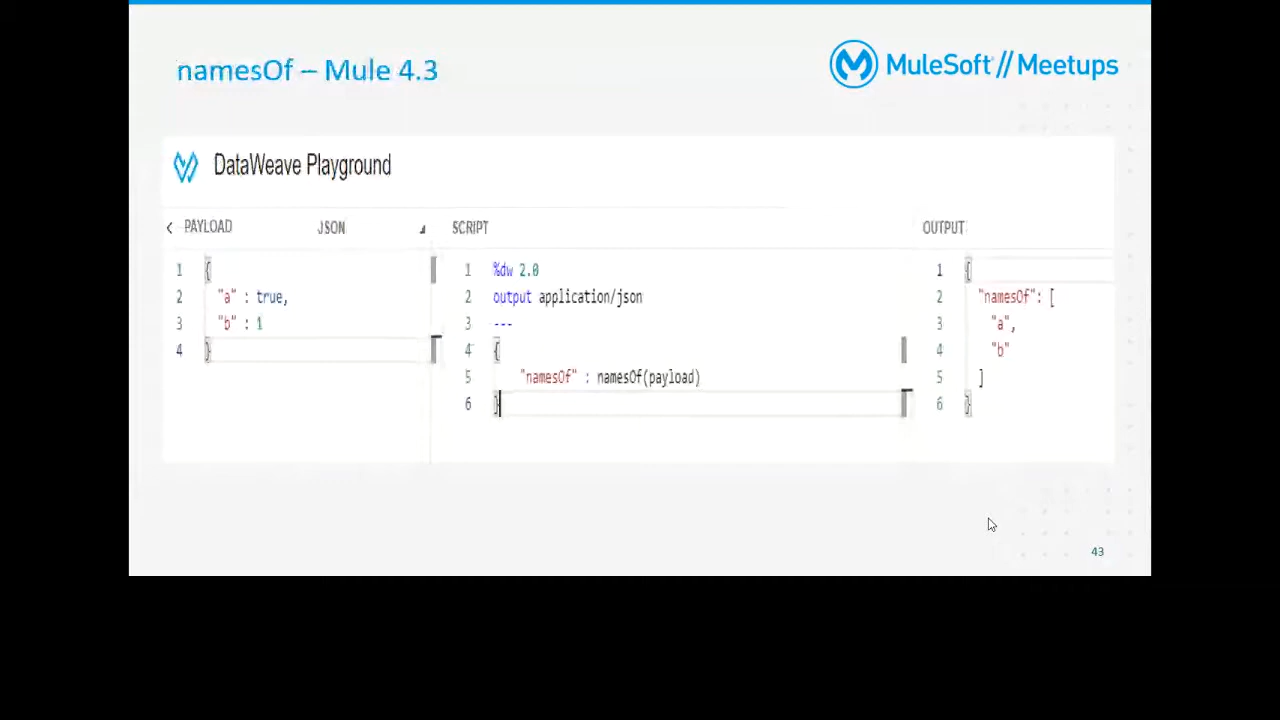 namesOf – Mule 4.3
MuleSoft // Meetups
DataWeave Playground
PAYLOAD JSON
1 {
2 "a" : true,
3 "b" : 1
4 }
SCRIPT
1 %dw 2.0
2 output application/json
3 ---
4 {
5 "namesOf" : namesOf(payload)
6 }
OUTPUT
1 {
2 "namesOf": [
3 "a",
4 "b"
5 ]
6 }
43